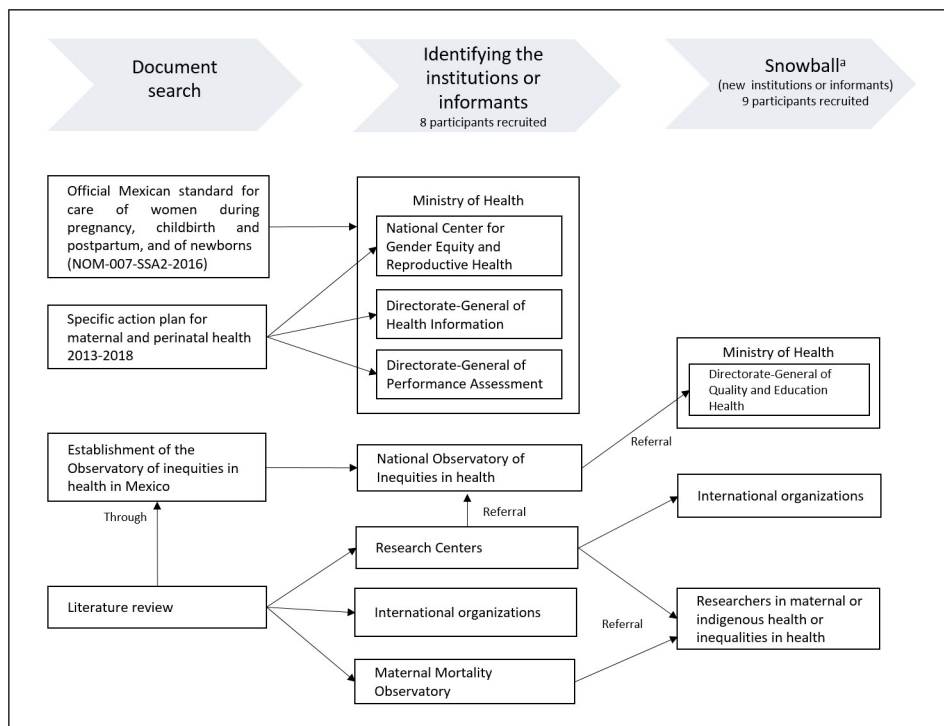 Document
search
Identifying the
institutions or
informants
8 participants recruited
Snowballa
(new institutions or informants)
9 participants recruited
Official Mexican standard for
care of women during
pregnancy, childbirth and
postpartum, and of newborns
(NOM-007-SSA2-2016)
Specific action plan for
maternal and perinatal health
2013-2018
Establishment of the
Observatory of inequities in
health in Mexico
Through
Literature review
Ministry of Health
National Center for
Gender Equity and
Reproductive Health
Directorate-General of
Health Information
Directorate-General of
Performance Assessment
National Observatory of
Inequities in health
Referral
Research Centers
International organizations
Maternal Mortality
Observatory
Referral
Ministry of Health
Directorate-General of
Quality and Education
Health
International organizations
Referral
Researchers in maternal or
indigenous health or
inequalities in health